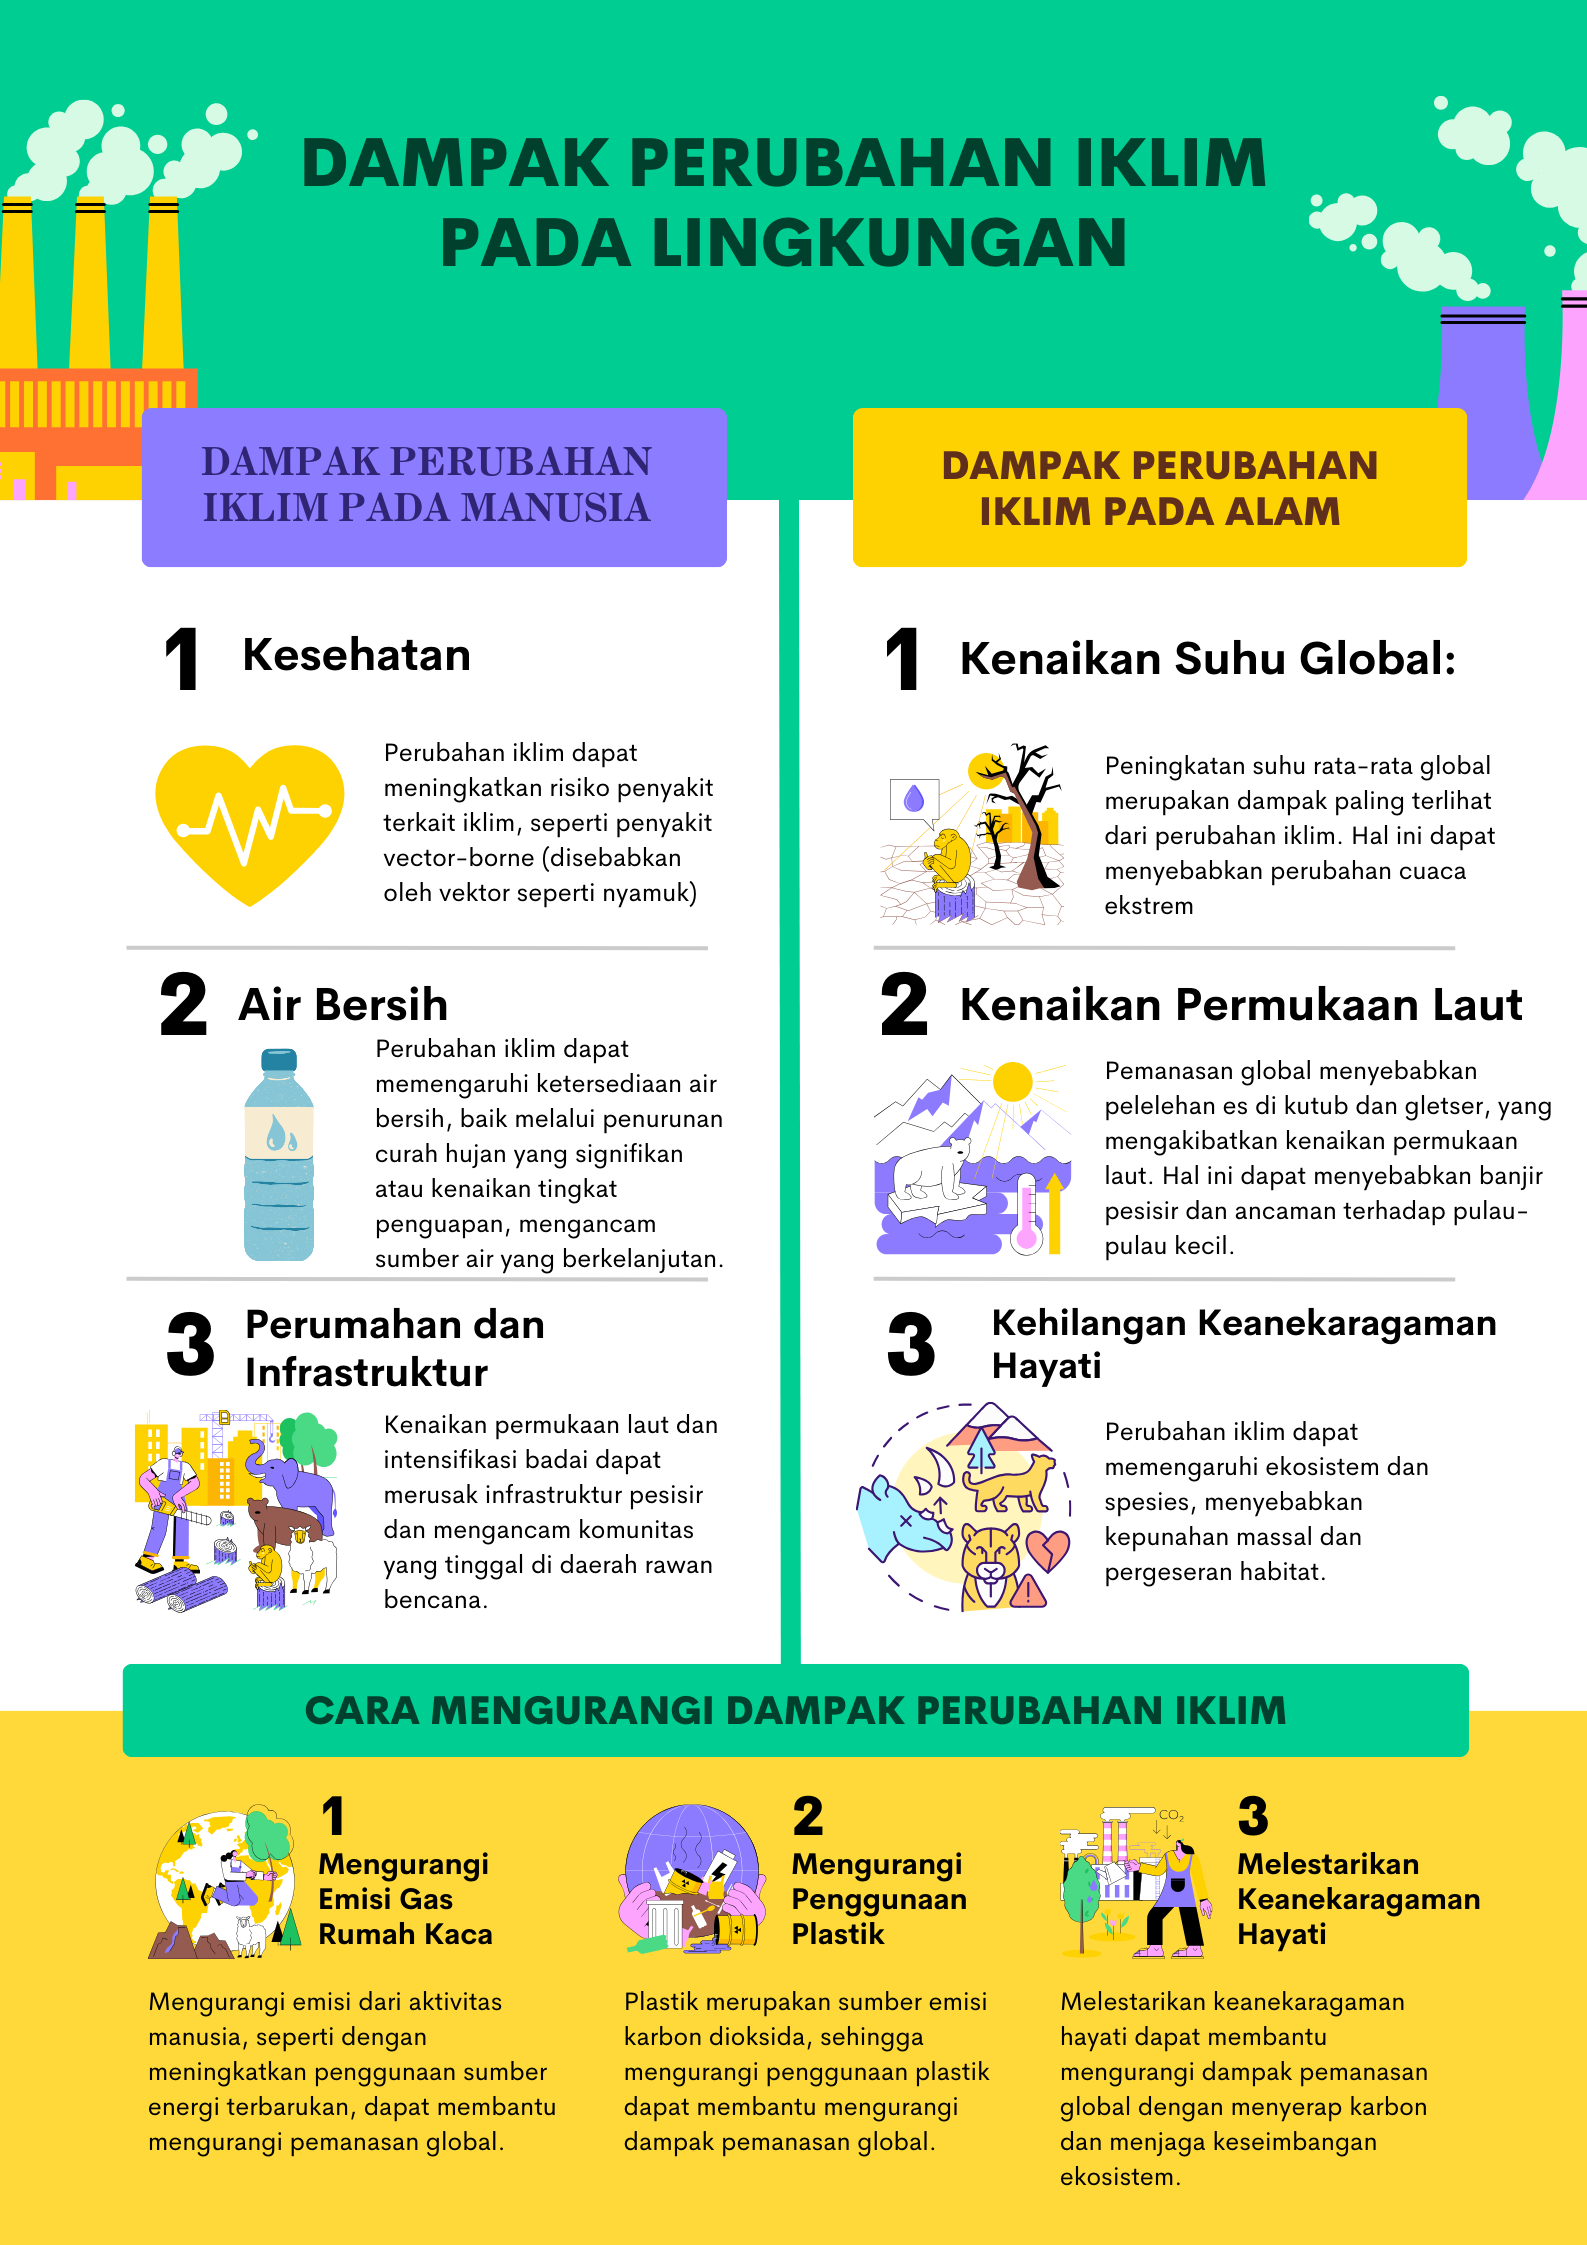 DAMPAK PERUBAHAN IKLIM
PADA LINGKUNGAN
DAMPAK PERUBAHAN
IKLIM PADA MANUSIA
1
Kesehatan
Perubahan iklim dapat
meningkatkan risiko penyakit
terkait iklim, seperti penyakit
vector-borne (disebabkan
oleh vektor seperti nyamuk)
2
Air Bersih
Perubahan iklim dapat
memengaruhi ketersediaan air
bersih, baik melalui penurunan
curah hujan yang signifikan
atau kenaikan tingkat
penguapan, mengancam
sumber air yang berkelanjutan.
3
Perumahan dan
Infrastruktur
Kenaikan permukaan laut dan
intensifikasi badai dapat
merusak infrastruktur pesisir
dan mengancam komunitas
yang tinggal di daerah rawan
bencana.
DAMPAK PERUBAHAN
IKLIM PADA ALAM
1
Kenaikan Suhu Global:
Peningkatan suhu rata-rata global
merupakan dampak paling terlihat
dari perubahan iklim. Hal ini dapat
menyebabkan perubahan cuaca
ekstrem
2
Kenaikan Permukaan Laut
Pemanasan global menyebabkan
pelelehan es di kutub dan gletser, yang
mengakibatkan kenaikan permukaan
laut. Hal ini dapat menyebabkan banjir
pesisir dan ancaman terhadap pulau-
pulau kecil.
3
Kehilangan Keanekaragaman
Hayati
Perubahan iklim dapat
memengaruhi ekosistem dan
spesies, menyebabkan
kepunahan massal dan
pergeseran habitat.
CARA MENGURANGI DAMPAK PERUBAHAN IKLIM
1
Mengurangi
Emisi Gas
Rumah Kaca
Mengurangi emisi dari aktivitas
manusia, seperti dengan
meningkatkan penggunaan sumber
energi terbarukan, dapat membantu
mengurangi pemanasan global.
2
Mengurangi
Penggunaan
Plastik
Plastik merupakan sumber emisi
karbon dioksida, sehingga
mengurangi penggunaan plastik
dapat membantu mengurangi
dampak pemanasan global.
CO₂
3
Melestarikan
Keanekaragaman
Hayati
Melestarikan keanekaragaman
hayati dapat membantu
mengurangi dampak pemanasan
global dengan menyerap karbon
dan menjaga keseimbangan
ekosistem.